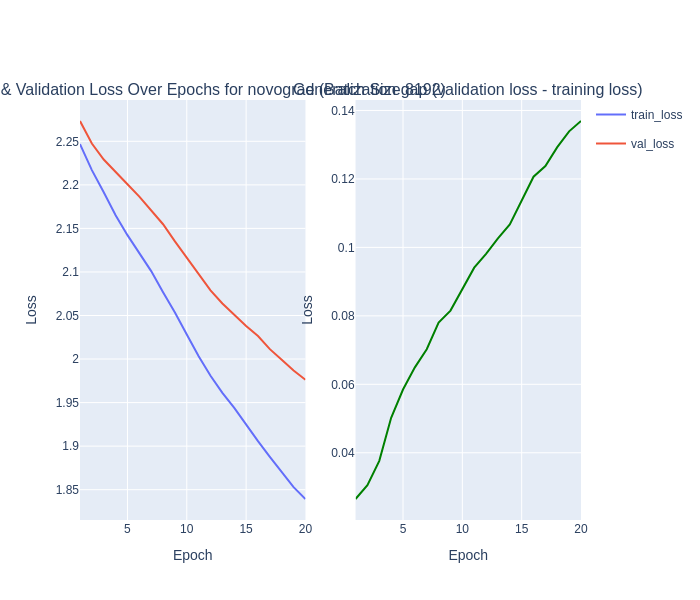 & Validation Loss Over Epochs for novograd (Batch Size: 8192)
Generalization gap (validation loss - training loss)
train_loss
val_loss
2.25
2.2
2.15
2.1
2.05
2
1.95
1.9
1.85
Loss
5
10
15
20
Epoch
0.14
0.12
0.1
0.08
0.06
0.04
Loss
5
10
15
20
Epoch